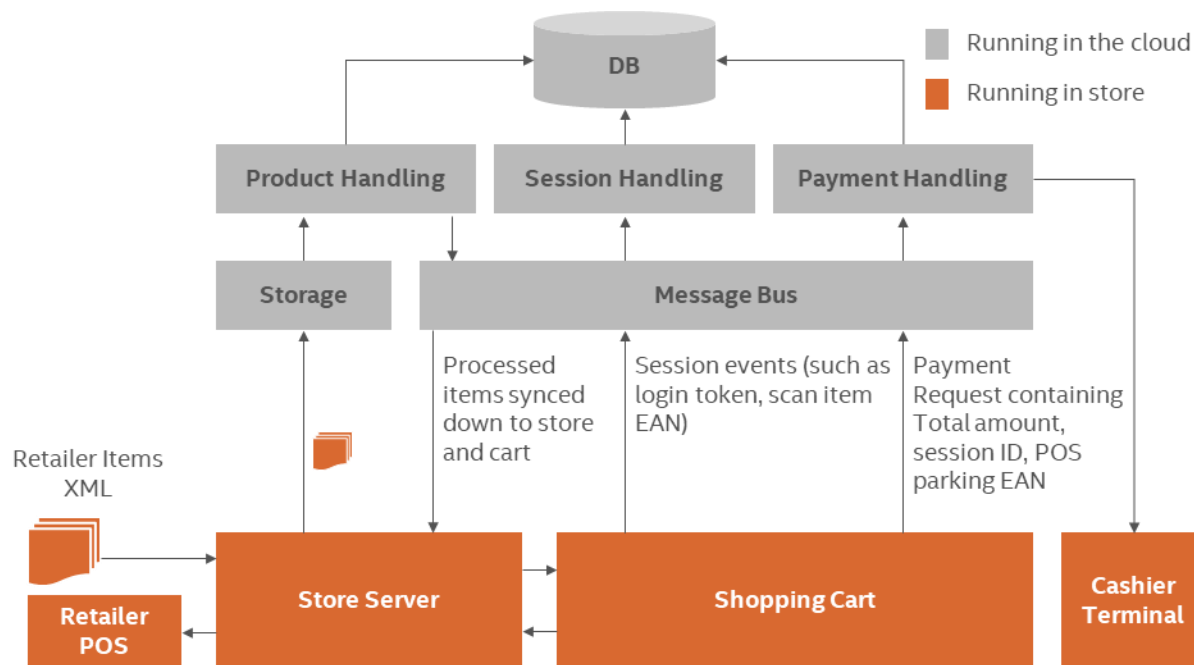 DB
Running in the cloud
Running in store
Product Handling
Session Handling
Payment Handling
Storage
Message Bus
Processed
items synced
down to store
and cart
Session events (such as
login token, scan item
EAN)
Payment
Request containing
Total amount,
session ID, POS
parking EAN
Retailer Items
XML
Store Server
Shopping Cart
Cashier
Terminal
Retailer
POS